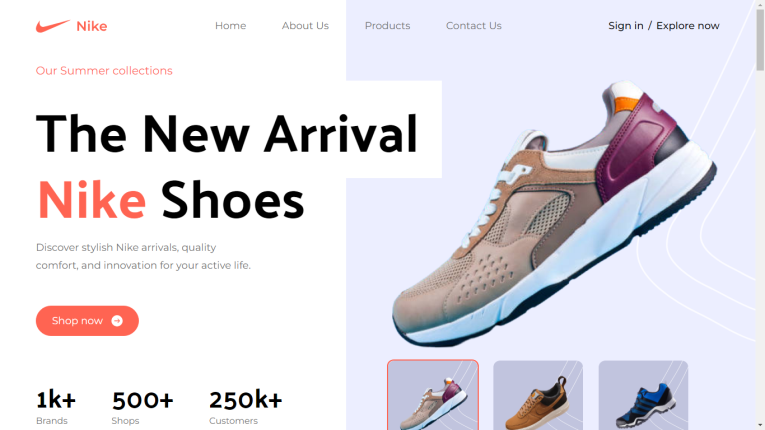 Nike
Home
About Us
Products
Contact Us
Sign in / Explore now
Our Summer collections
The New Arrival
Nike Shoes
Discover stylish Nike arrivals, quality
comfort, and innovation for your active life.
Shop now
1k+
500+
250k+
Brands
Shops
Customers